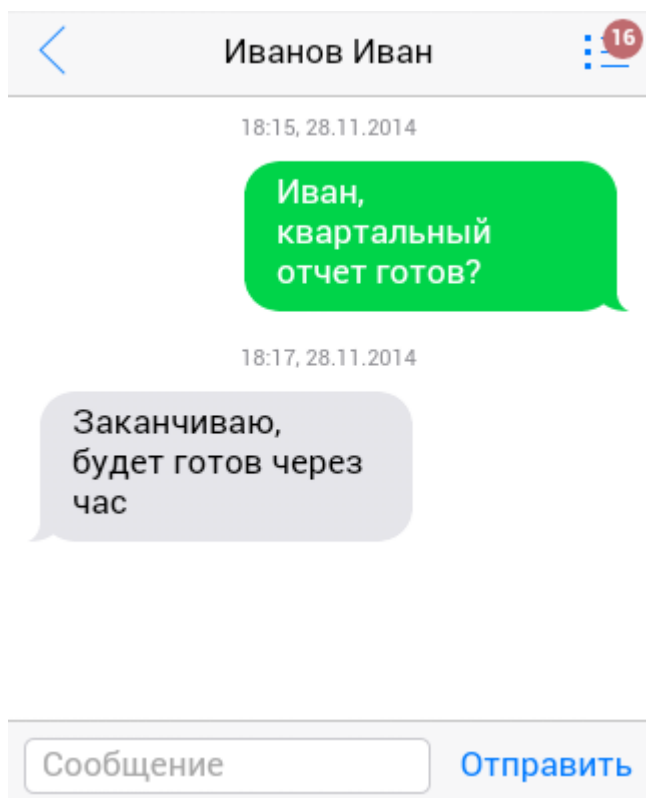 Иванов Иван
16
18:15, 28.11.2014
Иван,
квартальный
отчет готов?
18:17, 28.11.2014
Заканчиваю,
будет готов через
час
Сообщение
Отправить